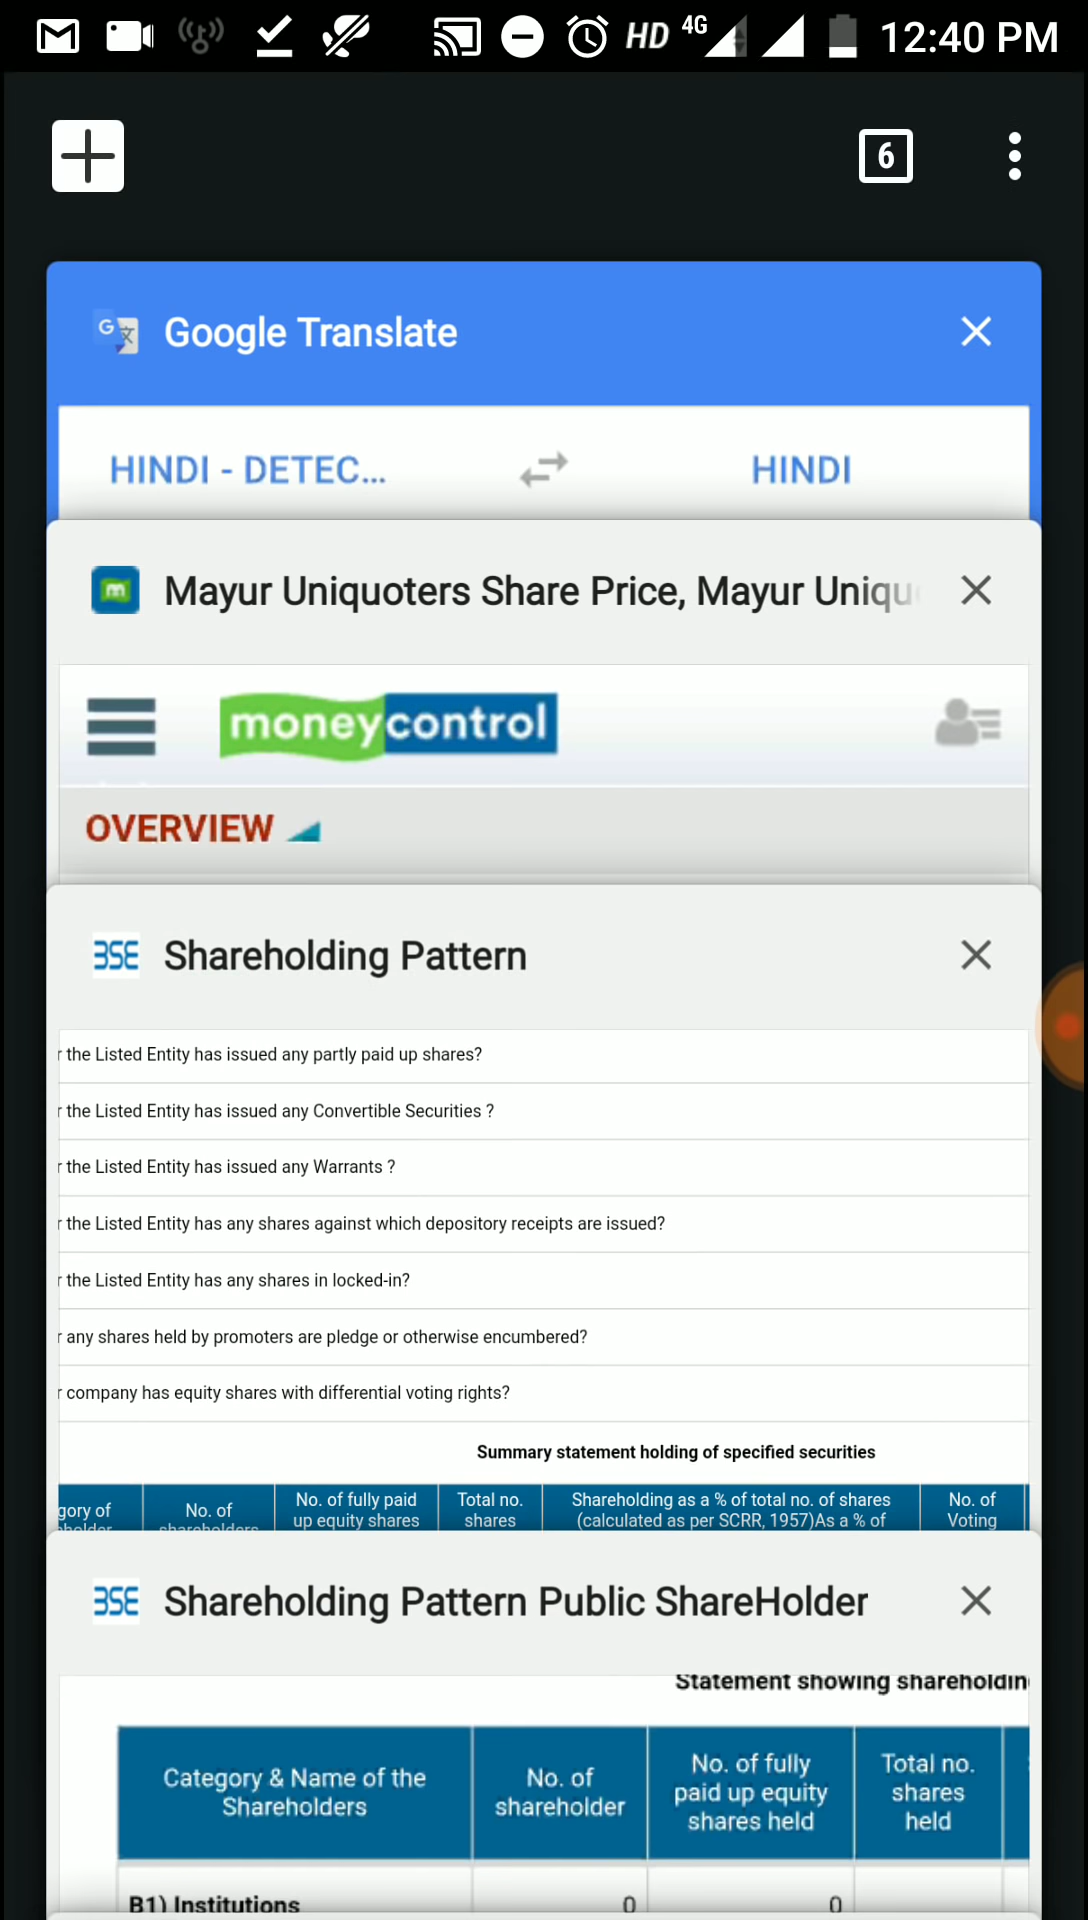 HD 4G 12:40 PM
6
Google Translate
HINDI - DETEC... HINDI
Mayur Uniquoters Share Price, Mayur Uniqu
moneycontrol
OVERVIEW
BSE Shareholding Pattern
r the Listed Entity has issued any partly paid up shares?
r the Listed Entity has issued any Convertible Securities ?
r the Listed Entity has issued any Warrants ?
r the Listed Entity has any shares against which depository receipts are issued?
r the Listed Entity has any shares in locked-in?
r any shares held by promoters are pledge or otherwise encumbered?
r company has equity shares with differential voting rights?
Summary statement holding of specified securities
gory of No. of No. of fully paid Total no. Shareholding as a % of total no. of shares No. of
shareholders up equity shares shares (calculated as per SCRR, 1957)As a % of Voting
BSE Shareholding Pattern Public ShareHolder
Statement showing shareholdin
Category & Name of the Shareholders
No. of shareholder
No. of fully paid up equity shares held
Total no. shares held
B1) Institutions 0 0